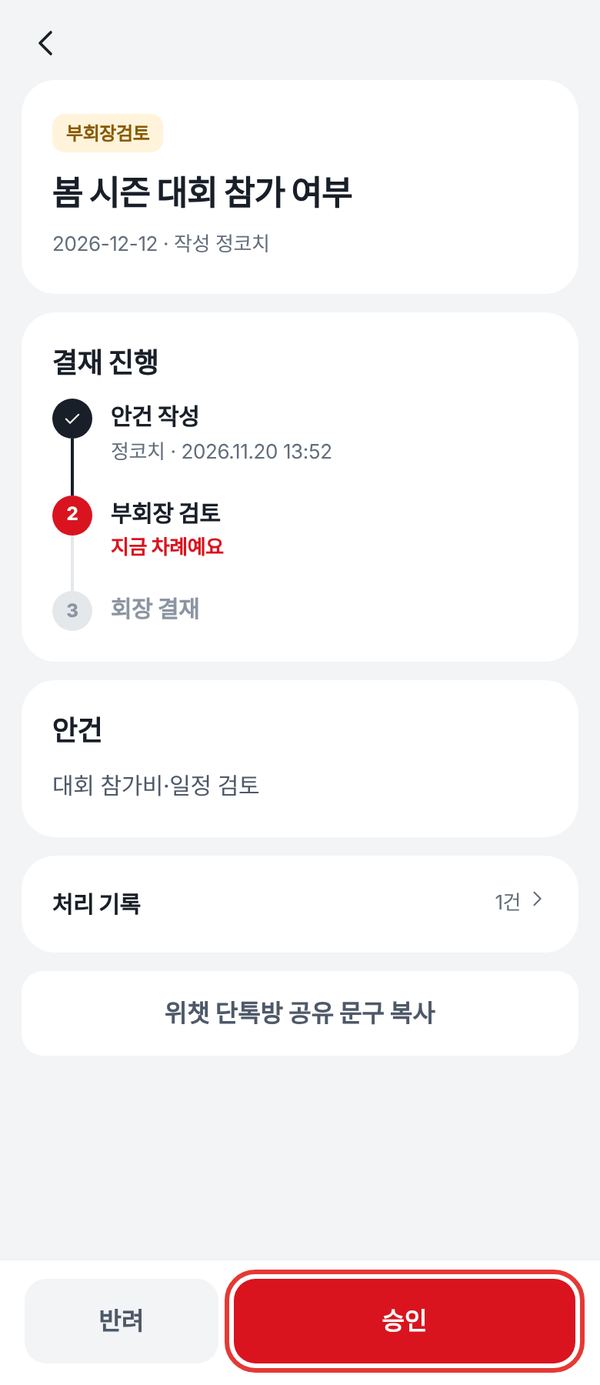 부회장검토
봄 시즌 대회 참가 여부
2026-12-12 · 작성 정코치
결재 진행
안건 작성
정코치 · 2026.11.20 13:52
2
부회장 검토
지금 차례예요
3
회장 결재
안건
대회 참가비·일정 검토
처리 기록
1건
위챗 단톡방 공유 문구 복사
반려
승인